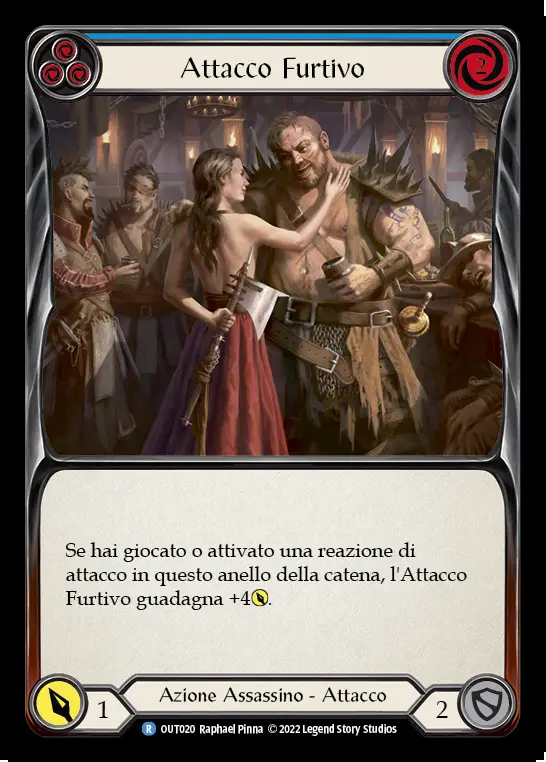 Attacco Furtivo
2
Se hai giocato o attivato una reazione di
attacco in questo anello della catena, l'Attacco
Furtivo guadagna +4.
1
Azione Assassino - Attacco
2
R OUT020 Raphael Pinna © 2022 Legend Story Studios